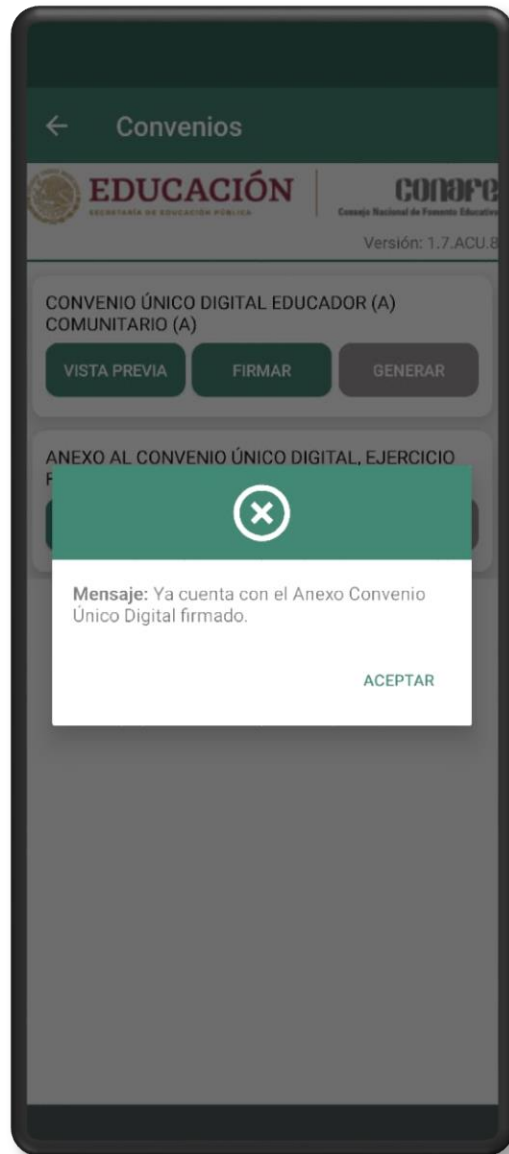 Convenios
EDUCACIÓN
SECRETARÍA DE EDUCACIÓN PÚBLICA
CONAFE
Consejo Nacional de Fomento Educativo
Versión: 1.7.ACU.8
CONVENIO ÚNICO DIGITAL EDUCADOR (A)
COMUNITARIO (A)
VISTA PREVIA FIRMAR GENERAR
ANEXO AL CONVENIO ÚNICO DIGITAL, EJERCICIO
Mensaje: Ya cuenta con el Anexo Convenio
Único Digital firmado.
ACEPTAR